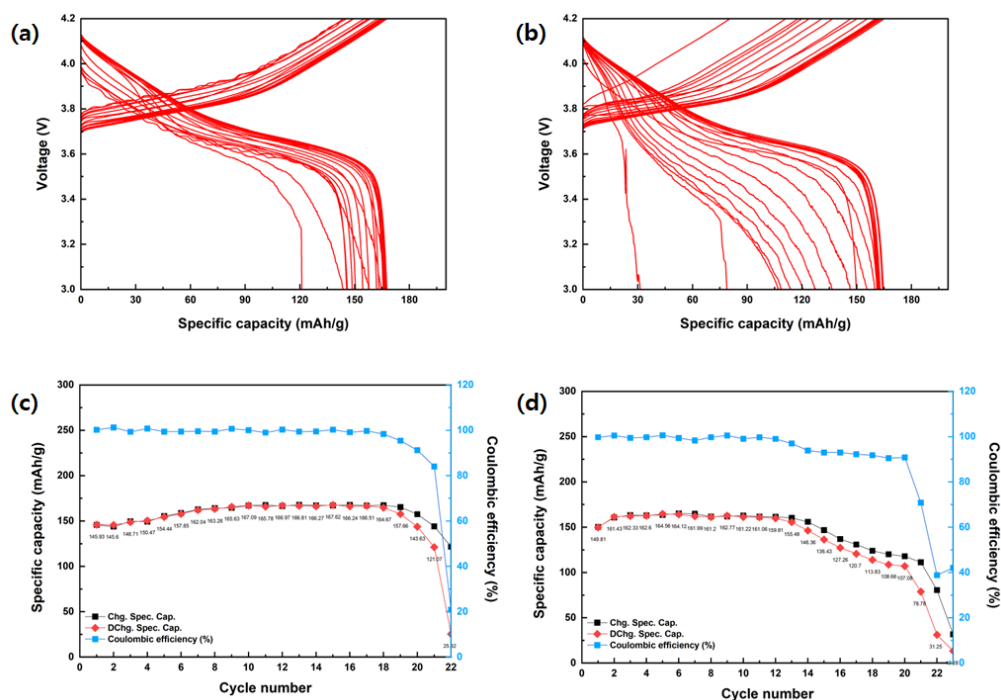 (a)
4.2
4.0
3.8
3.6
3.4
3.2
3.0
Voltage (V)
0 30 60 90 120 150 180
Specific capacity (mAh/g)
(b)
4.2
4.0
3.8
3.6
3.4
3.2
3.0
Voltage (V)
0 30 60 90 120 150 180
Specific capacity (mAh/g)
(c)
300
250
200
150
100
50
0
Specific capacity (mAh/g)
120
100
80
60
40
20
0
Coulombic efficiency (%)
145.93 145.6 148.71 150.47 154.44 157.85 162.04 163.28 165.63 167.09 165.78 166.97 166.81 166.27 167.62 166.24 166.51 164.67 157.66 143.63 121.07
Chg. Spec. Cap.
DChg. Spec. Cap.
Coulombic efficiency (%)
0 2 4 6 8 10 12 14 16 18 20 22
Cycle number
(d)
300
250
200
150
100
50
0
Specific capacity (mAh/g)
120
100
80
60
40
20
0
Coulombic efficiency (%)
149.81 161.43 162.33 162.6 164.56 164.12 161.99 161.2 162.77 161.22 161.06 159.81 155.48 146.36 136.43 127.26 120.7 113.83 108.68 107.08 78.78 31.25
Chg. Spec. Cap.
DChg. Spec. Cap.
Coulombic efficiency (%)
0 2 4 6 8 10 12 14 16 18 20 22
Cycle number